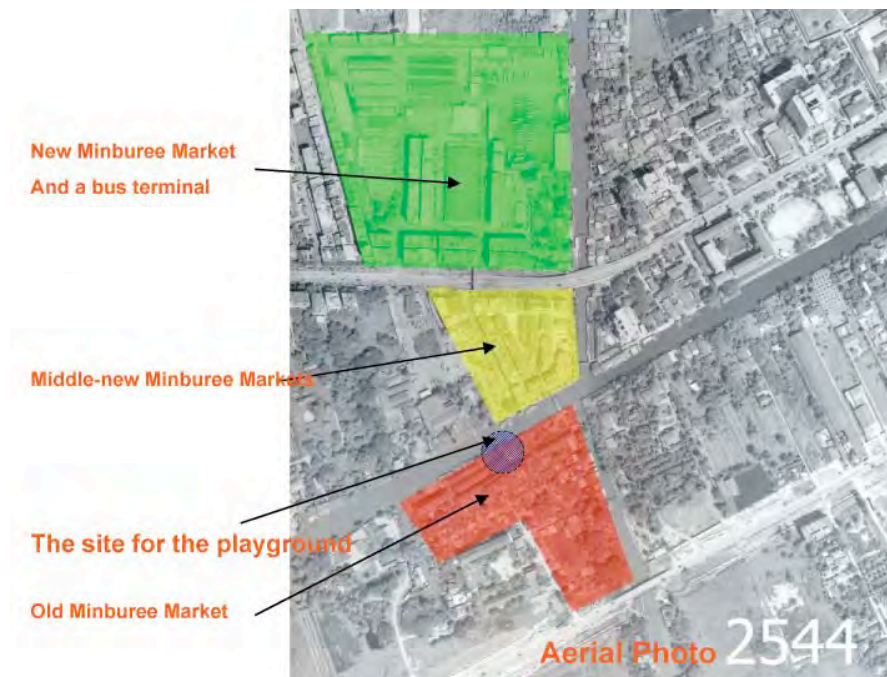 New Minburee Market
And a bus terminal
Middle-new Minburee Markets
The site for the playground
Old Minburee Market
Aerial Photo 2544